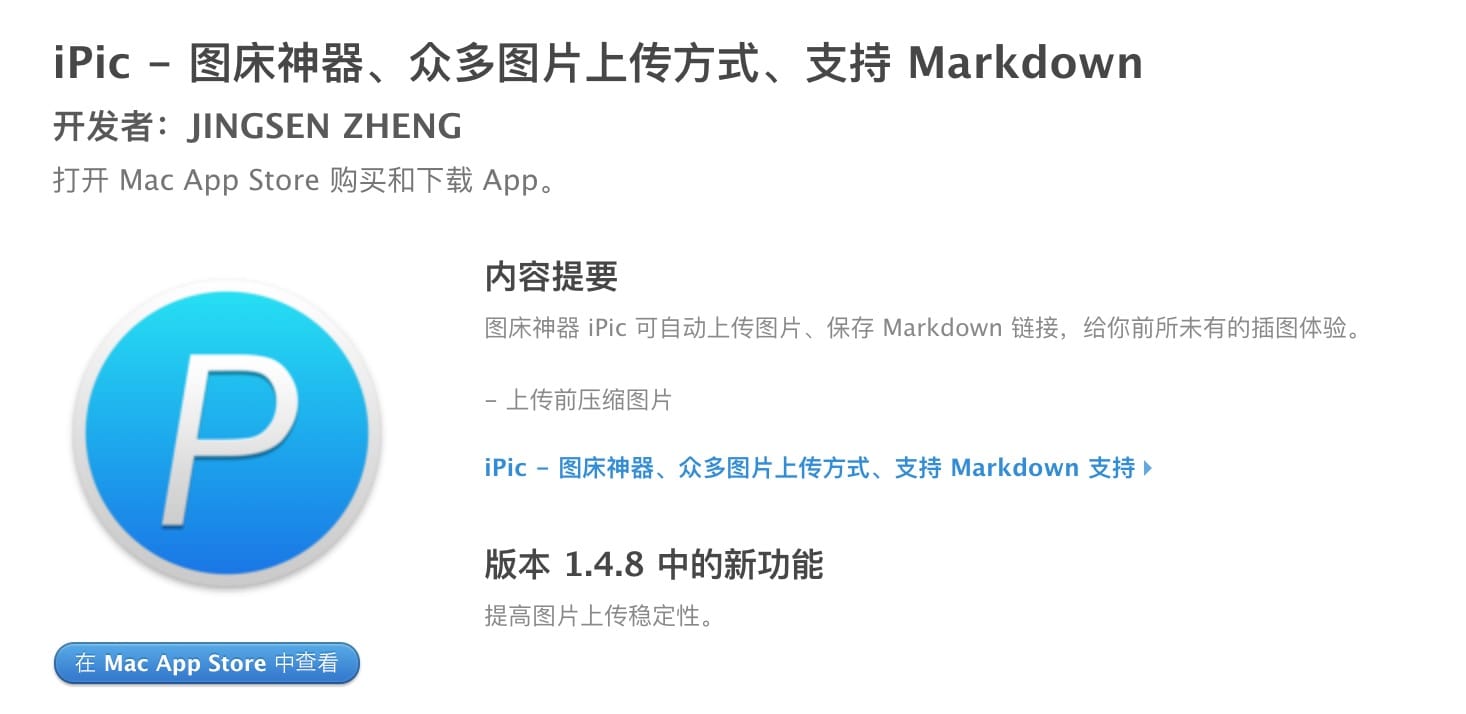 iPic – 图床神器、众多图片上传方式、支持 Markdown
开发者：JINGSEN ZHENG
打开 Mac App Store 购买和下载 App。
内容提要
图床神器 iPic 可自动上传图片、保存 Markdown 链接，给你前所未有的插图体验。
– 上传前压缩图片
iPic – 图床神器、众多图片上传方式、支持 Markdown 支持
版本 1.4.8 中的新功能
提高图片上传稳定性。
P
在 Mac App Store 中查看